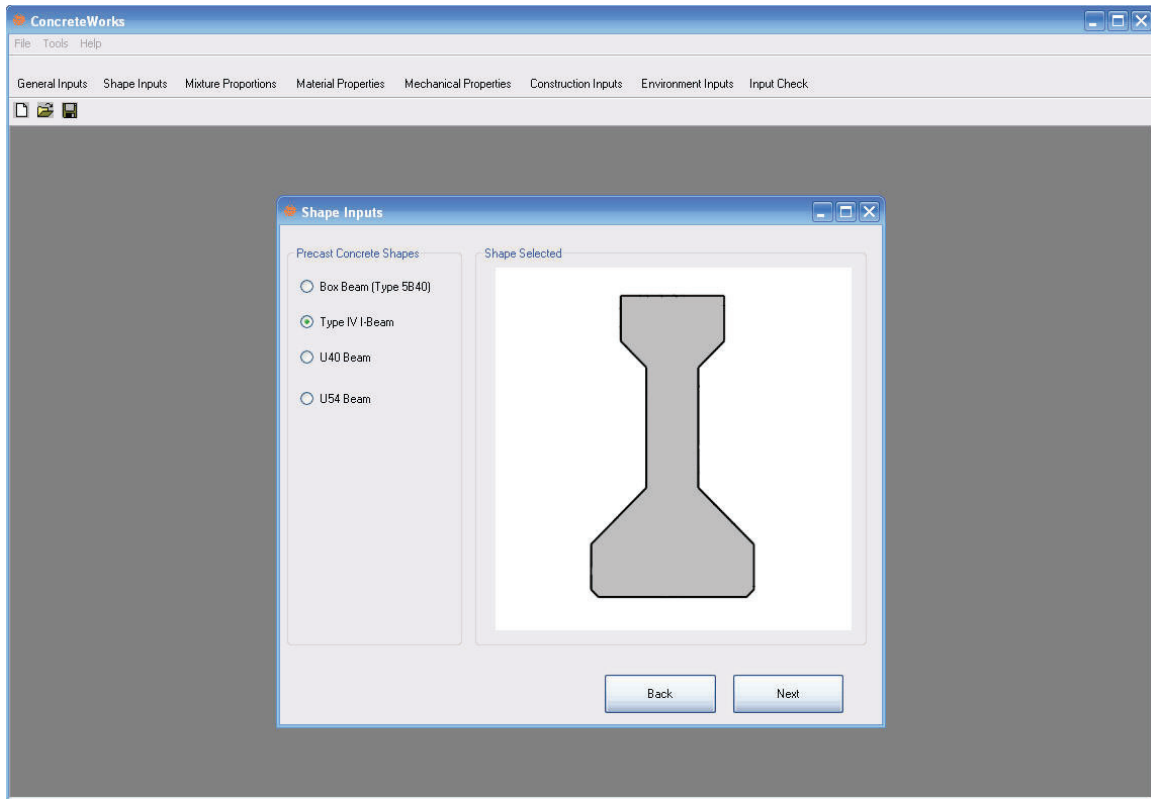 ConcreteWorks
File Tools Help
General Inputs Shape Inputs Mixture Proportions Material Properties Mechanical Properties Construction Inputs Environment Inputs Input Check
Shape Inputs
Precast Concrete Shapes
Shape Selected
Box Beam (Type 5B40)
Type IV I-Beam
U40 Beam
U54 Beam
Back
Next